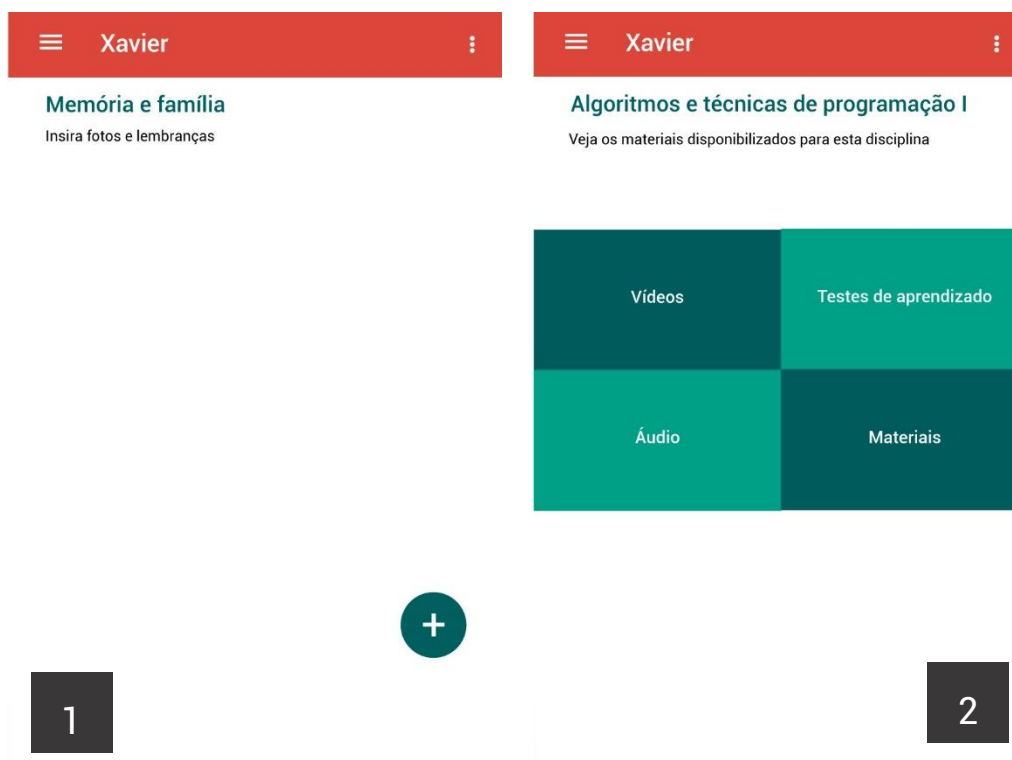 Xavier
Memória e família
Insira fotos e lembranças
+
1
Xavier
Algoritmos e técnicas de programação I
Veja os materiais disponibilizados para esta disciplina
Vídeos
Testes de aprendizado
Áudio
Materiais
2